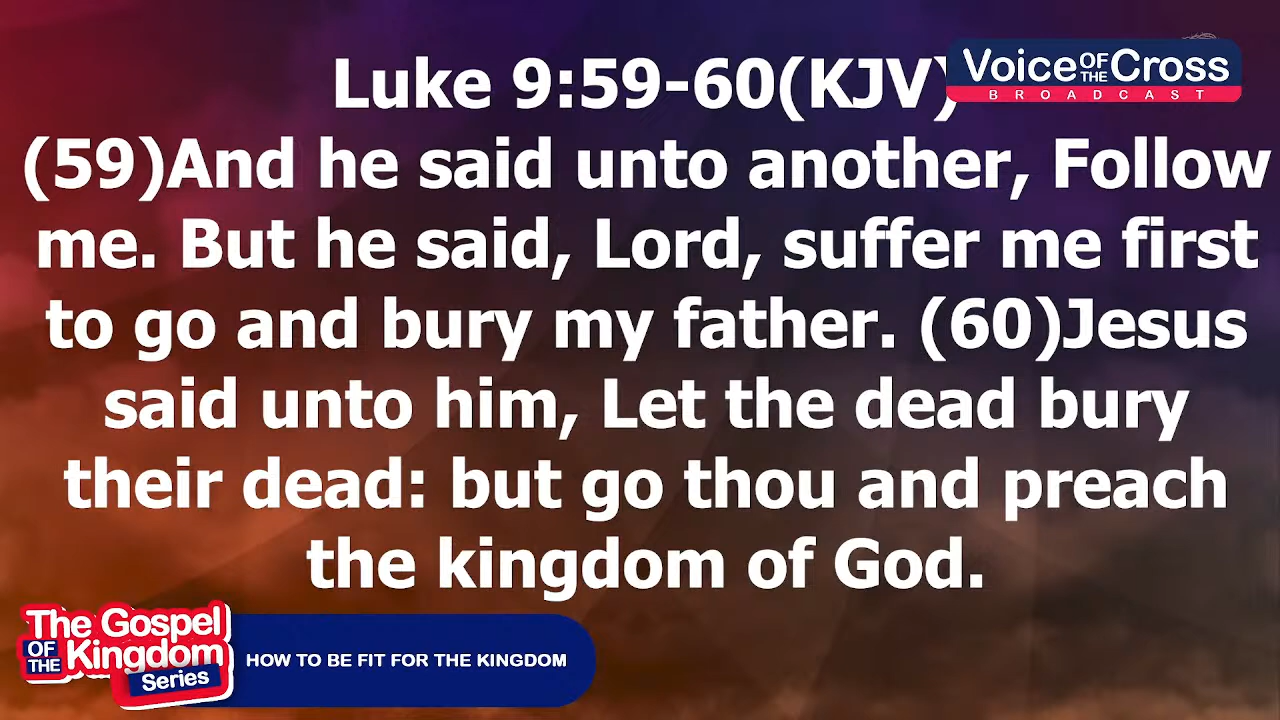 Luke 9:59-60(KJV)
Voice OF THE Cross
BROADCAST
(59)And he said unto another, Follow
me. But he said, Lord, suffer me first
to go and bury my father. (60)Jesus
said unto him, Let the dead bury
their dead: but go thou and preach
the kingdom of God.
The Gospel
OF THE Kingdom
Series
HOW TO BE FIT FOR THE KINGDOM